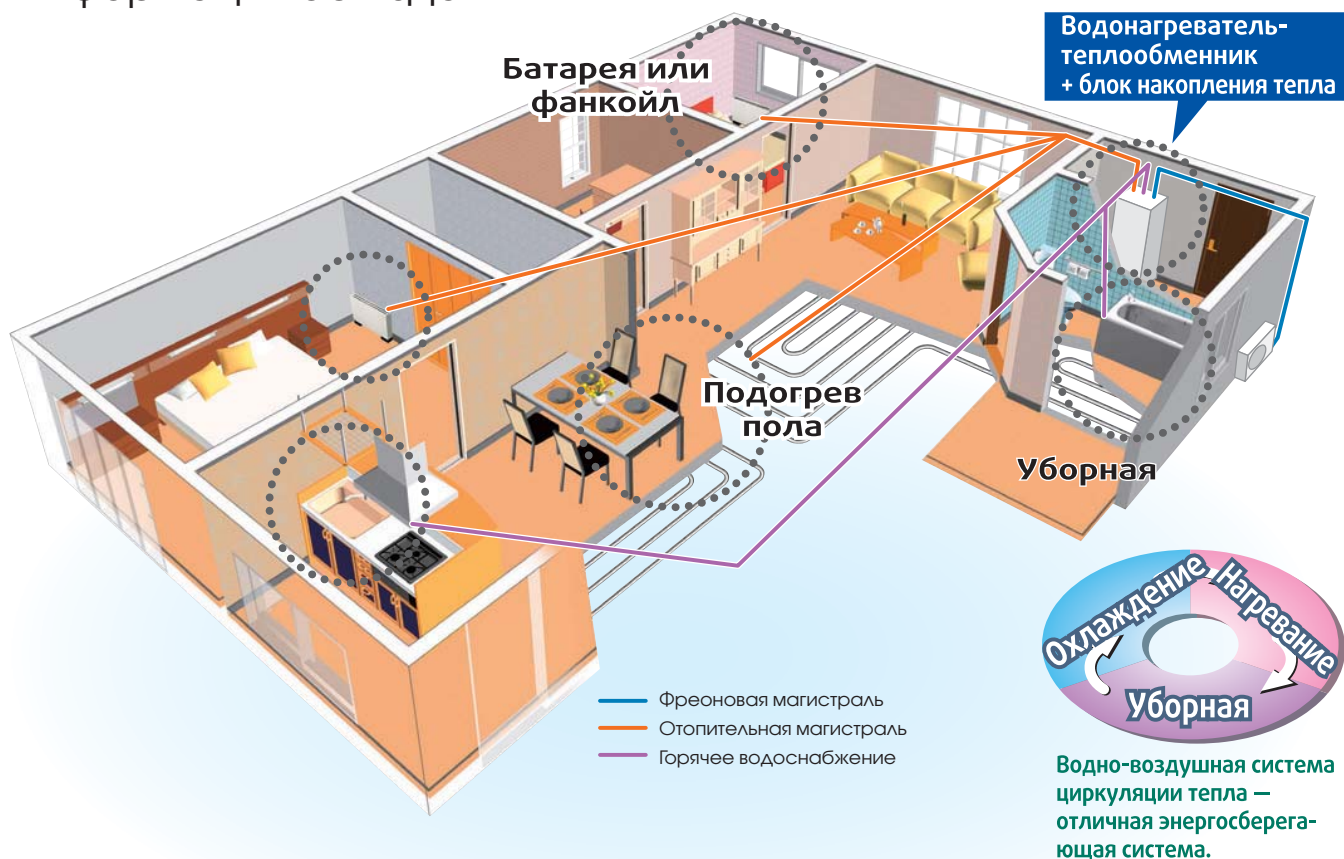 Водонагреватель-
теплообменник
+ блок накопления тепла
Батарея или
фанкойл
Подогрев
пола
Уборная
Охлаждение
Нагревание
Уборная
Фреоновая магистраль
Отопительная магистраль
Горячее водоснабжение
Водно-воздушная система
циркуляции тепла —
отличная энергосберега-
ющая система.